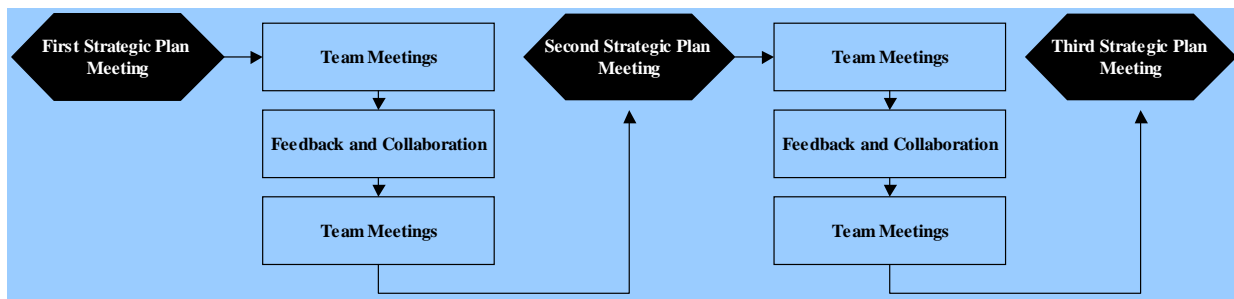 First Strategic Plan
Meeting
Team Meetings
Feedback and Collaboration
Team Meetings
Second Strategic Plan
Meeting
Team Meetings
Feedback and Collaboration
Team Meetings
Third Strategic Plan
Meeting